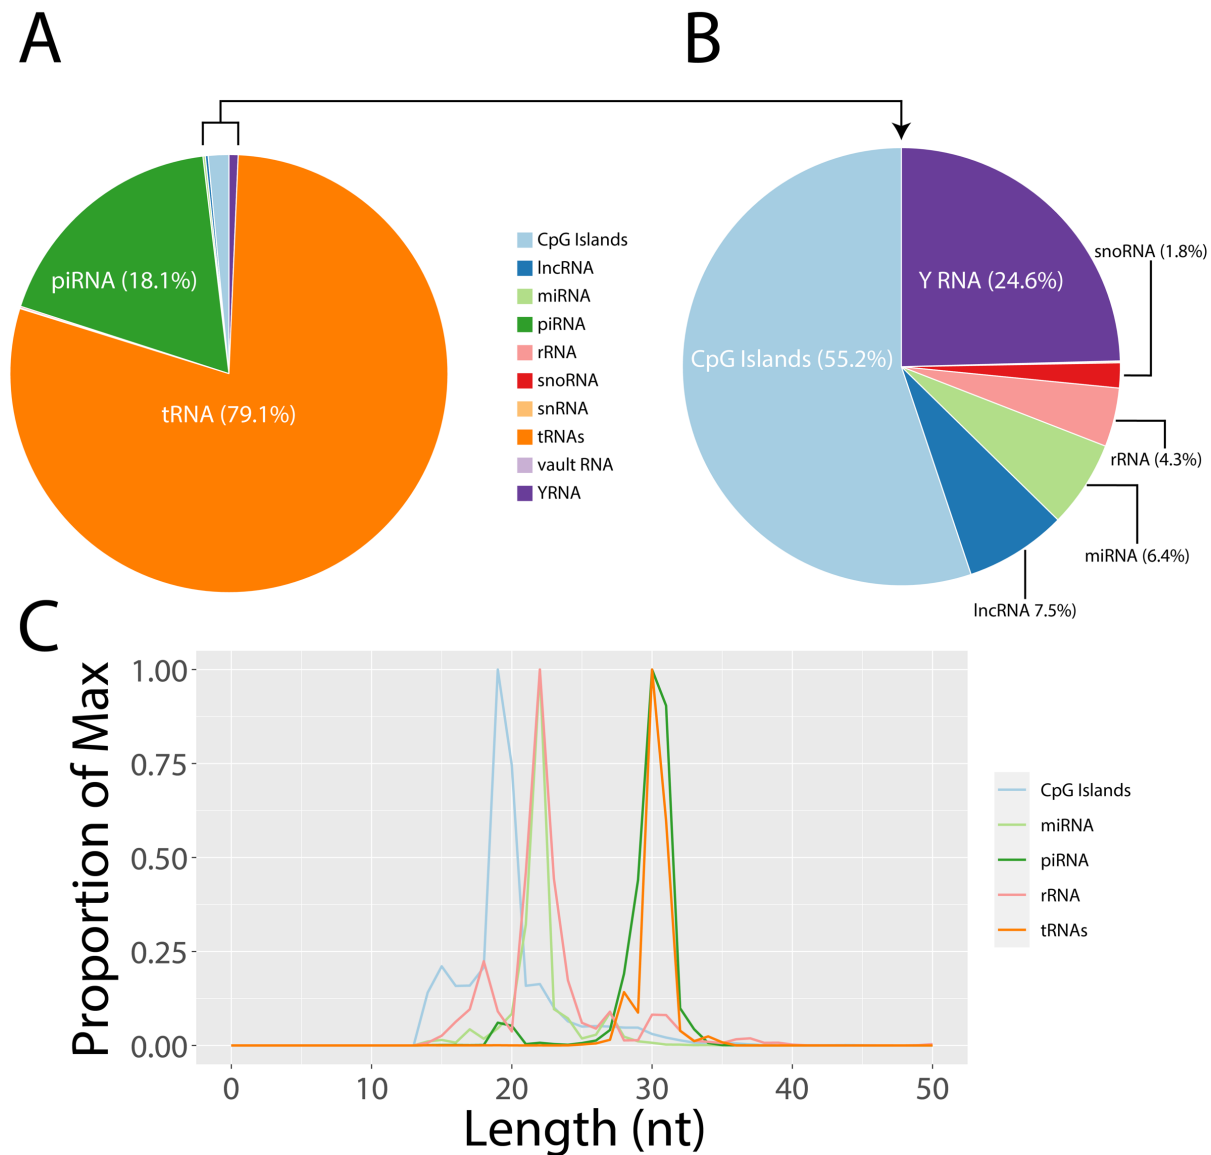 A
B
piRNA (18.1%)
tRNA (79.1%)
CpG Islands
lncRNA
miRNA
piRNA
rRNA
snoRNA
snRNA
tRNAs
vault RNA
YRNA
Y RNA (24.6%)
snoRNA (1.8%)
CpG Islands (55.2%)
rRNA (4.3%)
miRNA (6.4%)
lncRNA 7.5%)
C
Proportion of Max
1.00
0.75
0.50
0.25
0.00
0
10
20
30
40
50
Length (nt)
CpG Islands
miRNA
piRNA
rRNA
tRNAs